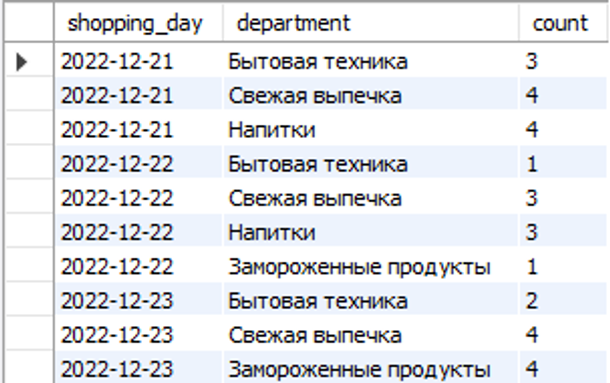 shopping_day department count
2022-12-21 Бытовая техника 3
2022-12-21 Свежая выпечка 4
2022-12-21 Напитки 4
2022-12-22 Бытовая техника 1
2022-12-22 Свежая выпечка 3
2022-12-22 Напитки 3
2022-12-22 Замороженные продукты 1
2022-12-23 Бытовая техника 2
2022-12-23 Свежая выпечка 4
2022-12-23 Замороженные продукты 4